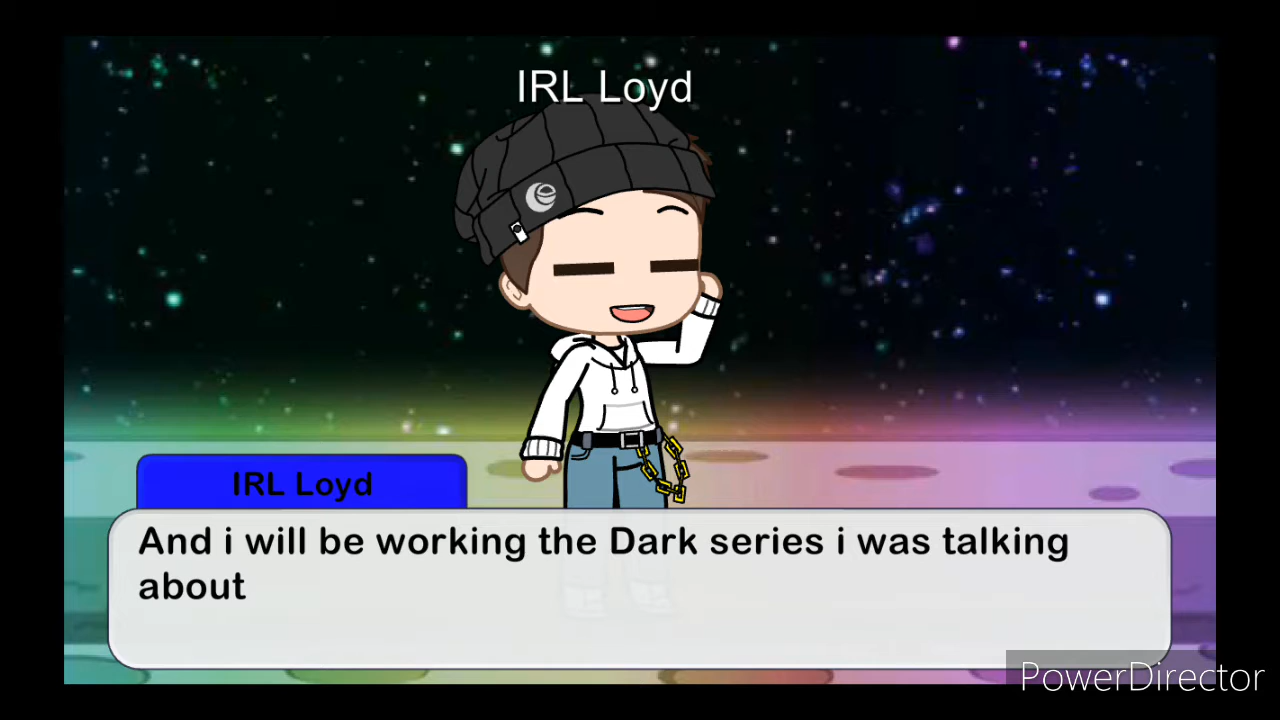 IRL Loyd
IRL Loyd
And i will be working the Dark series i was talking
about
PowerDirector